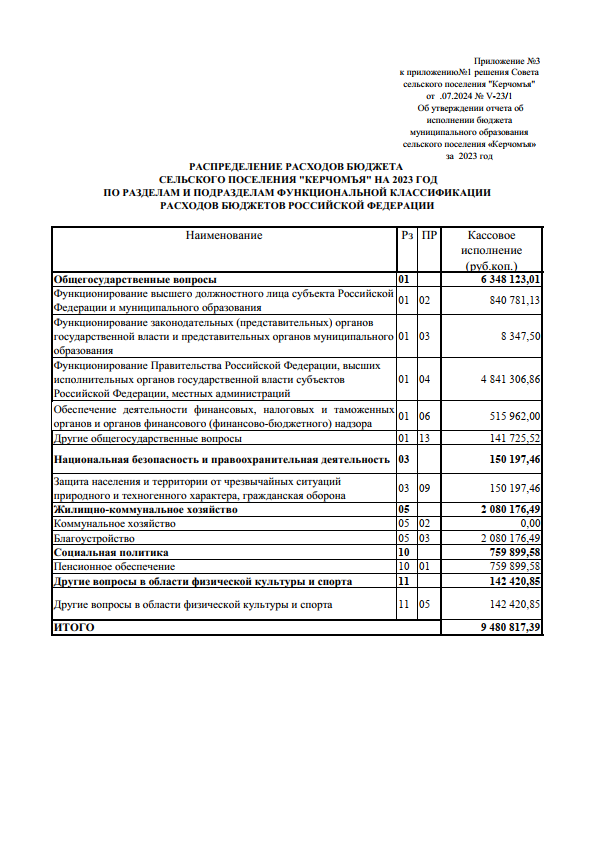 Приложение №3
к приложению№1 решения Совета
сельского поселения "Керчомъя"
от  .07.2024 № V-23/1
Об утверждении отчета об
исполнении бюджета
муниципального образования
сельского поселения «Керчомъя»
за  2023 год
РАСПРЕДЕЛЕНИЕ РАСХОДОВ БЮДЖЕТА
СЕЛЬСКОГО ПОСЕЛЕНИЯ "КЕРЧОМЪЯ" НА 2023 ГОД
ПО РАЗДЕЛАМ И ПОДРАЗДЕЛАМ ФУНКЦИОНАЛЬНОЙ КЛАССИФИКАЦИИ
РАСХОДОВ БЮДЖЕТОВ РОССИЙСКОЙ ФЕДЕРАЦИИ
Наименование Рз ПР Кассовое
исполнение
(руб.коп.)
Общегосударственные вопросы 01 6 348 123,01
Функционирование высшего должностного лица субъекта Российской
Федерации и муниципального образования 01 02 840 781,13
Функционирование законодательных (представительных) органов
государственной власти и представительных органов муниципального 01 03 8 347,50
образования
Функционирование Правительства Российской Федерации, высших
исполнительных органов государственной власти субъектов 01 04 4 841 306,86
Российской Федерации, местных администраций
Обеспечение деятельности финансовых, налоговых и таможенных
органов и органов финансового (финансово-бюджетного) надзора 01 06 515 962,00
Другие общегосударственные вопросы 01 13 141 725,52
Национальная безопасность и правоохранительная деятельность 03 150 197,46
Защита населения и территории от чрезвычайных ситуаций
природного и техногенного характера, гражданская оборона 03 09 150 197,46
Жилищно-коммунальное хозяйство 05 2 080 176,49
Коммунальное хозяйство 05 02 0,00
Благоустройство 05 03 2 080 176,49
Социальная политика 10 759 899,58
Пенсионное обеспечение 10 01 759 899,58
Другие вопросы в области физической культуры и спорта 11 142 420,85
Другие вопросы в области физической культуры и спорта 11 05 142 420,85
ИТОГО 9 480 817,39